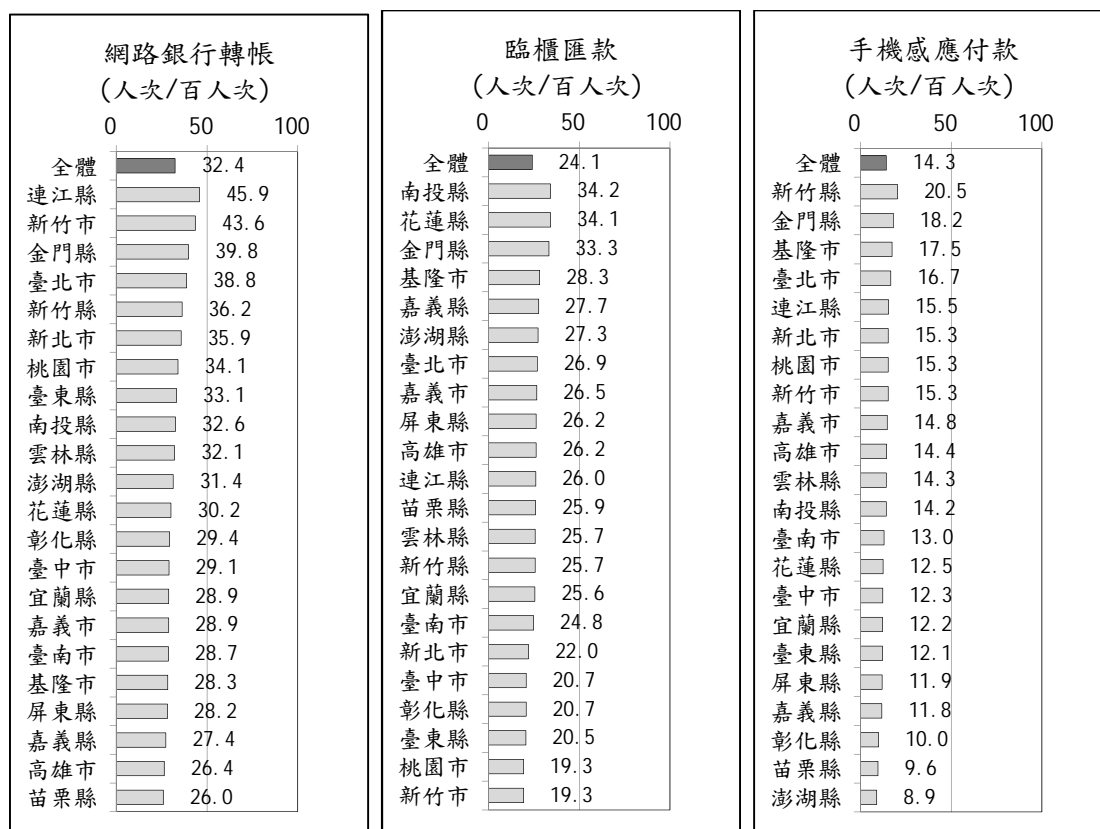 網路銀行轉帳
(人次/百人次)
0 50 100
全體 32.4
連江縣 45.9
新竹市 43.6
金門縣 39.8
臺北市 38.8
新竹縣 36.2
新北市 35.9
桃園市 34.1
臺東縣 33.1
南投縣 32.6
雲林縣 32.1
澎湖縣 31.4
花蓮縣 30.2
彰化縣 29.4
臺中市 29.1
宜蘭縣 28.9
嘉義市 28.9
臺南市 28.7
基隆市 28.3
屏東縣 28.2
嘉義縣 27.4
高雄市 26.4
苗栗縣 26.0
臨櫃匯款
(人次/百人次)
0 50 100
全體 24.1
南投縣 34.2
花蓮縣 34.1
金門縣 33.3
基隆市 28.3
嘉義縣 27.7
澎湖縣 27.3
臺北市 26.9
嘉義市 26.5
屏東縣 26.2
高雄市 26.2
連江縣 26.0
苗栗縣 25.9
雲林縣 25.7
新竹縣 25.7
宜蘭縣 25.6
臺南市 24.8
新北市 22.0
臺中市 20.7
彰化縣 20.7
臺東縣 20.5
桃園市 19.3
新竹市 19.3
手機感應付款
(人次/百人次)
0 50 100
全體 14.3
新竹縣 20.5
金門縣 18.2
基隆市 17.5
臺北市 16.7
連江縣 15.5
新北市 15.3
桃園市 15.3
新竹市 15.3
嘉義市 14.8
高雄市 14.4
雲林縣 14.3
南投縣 14.2
臺南市 13.0
花蓮縣 12.5
臺中市 12.3
宜蘭縣 12.2
臺東縣 12.1
屏東縣 11.9
嘉義縣 11.8
彰化縣 10.0
苗栗縣 9.6
澎湖縣 8.9